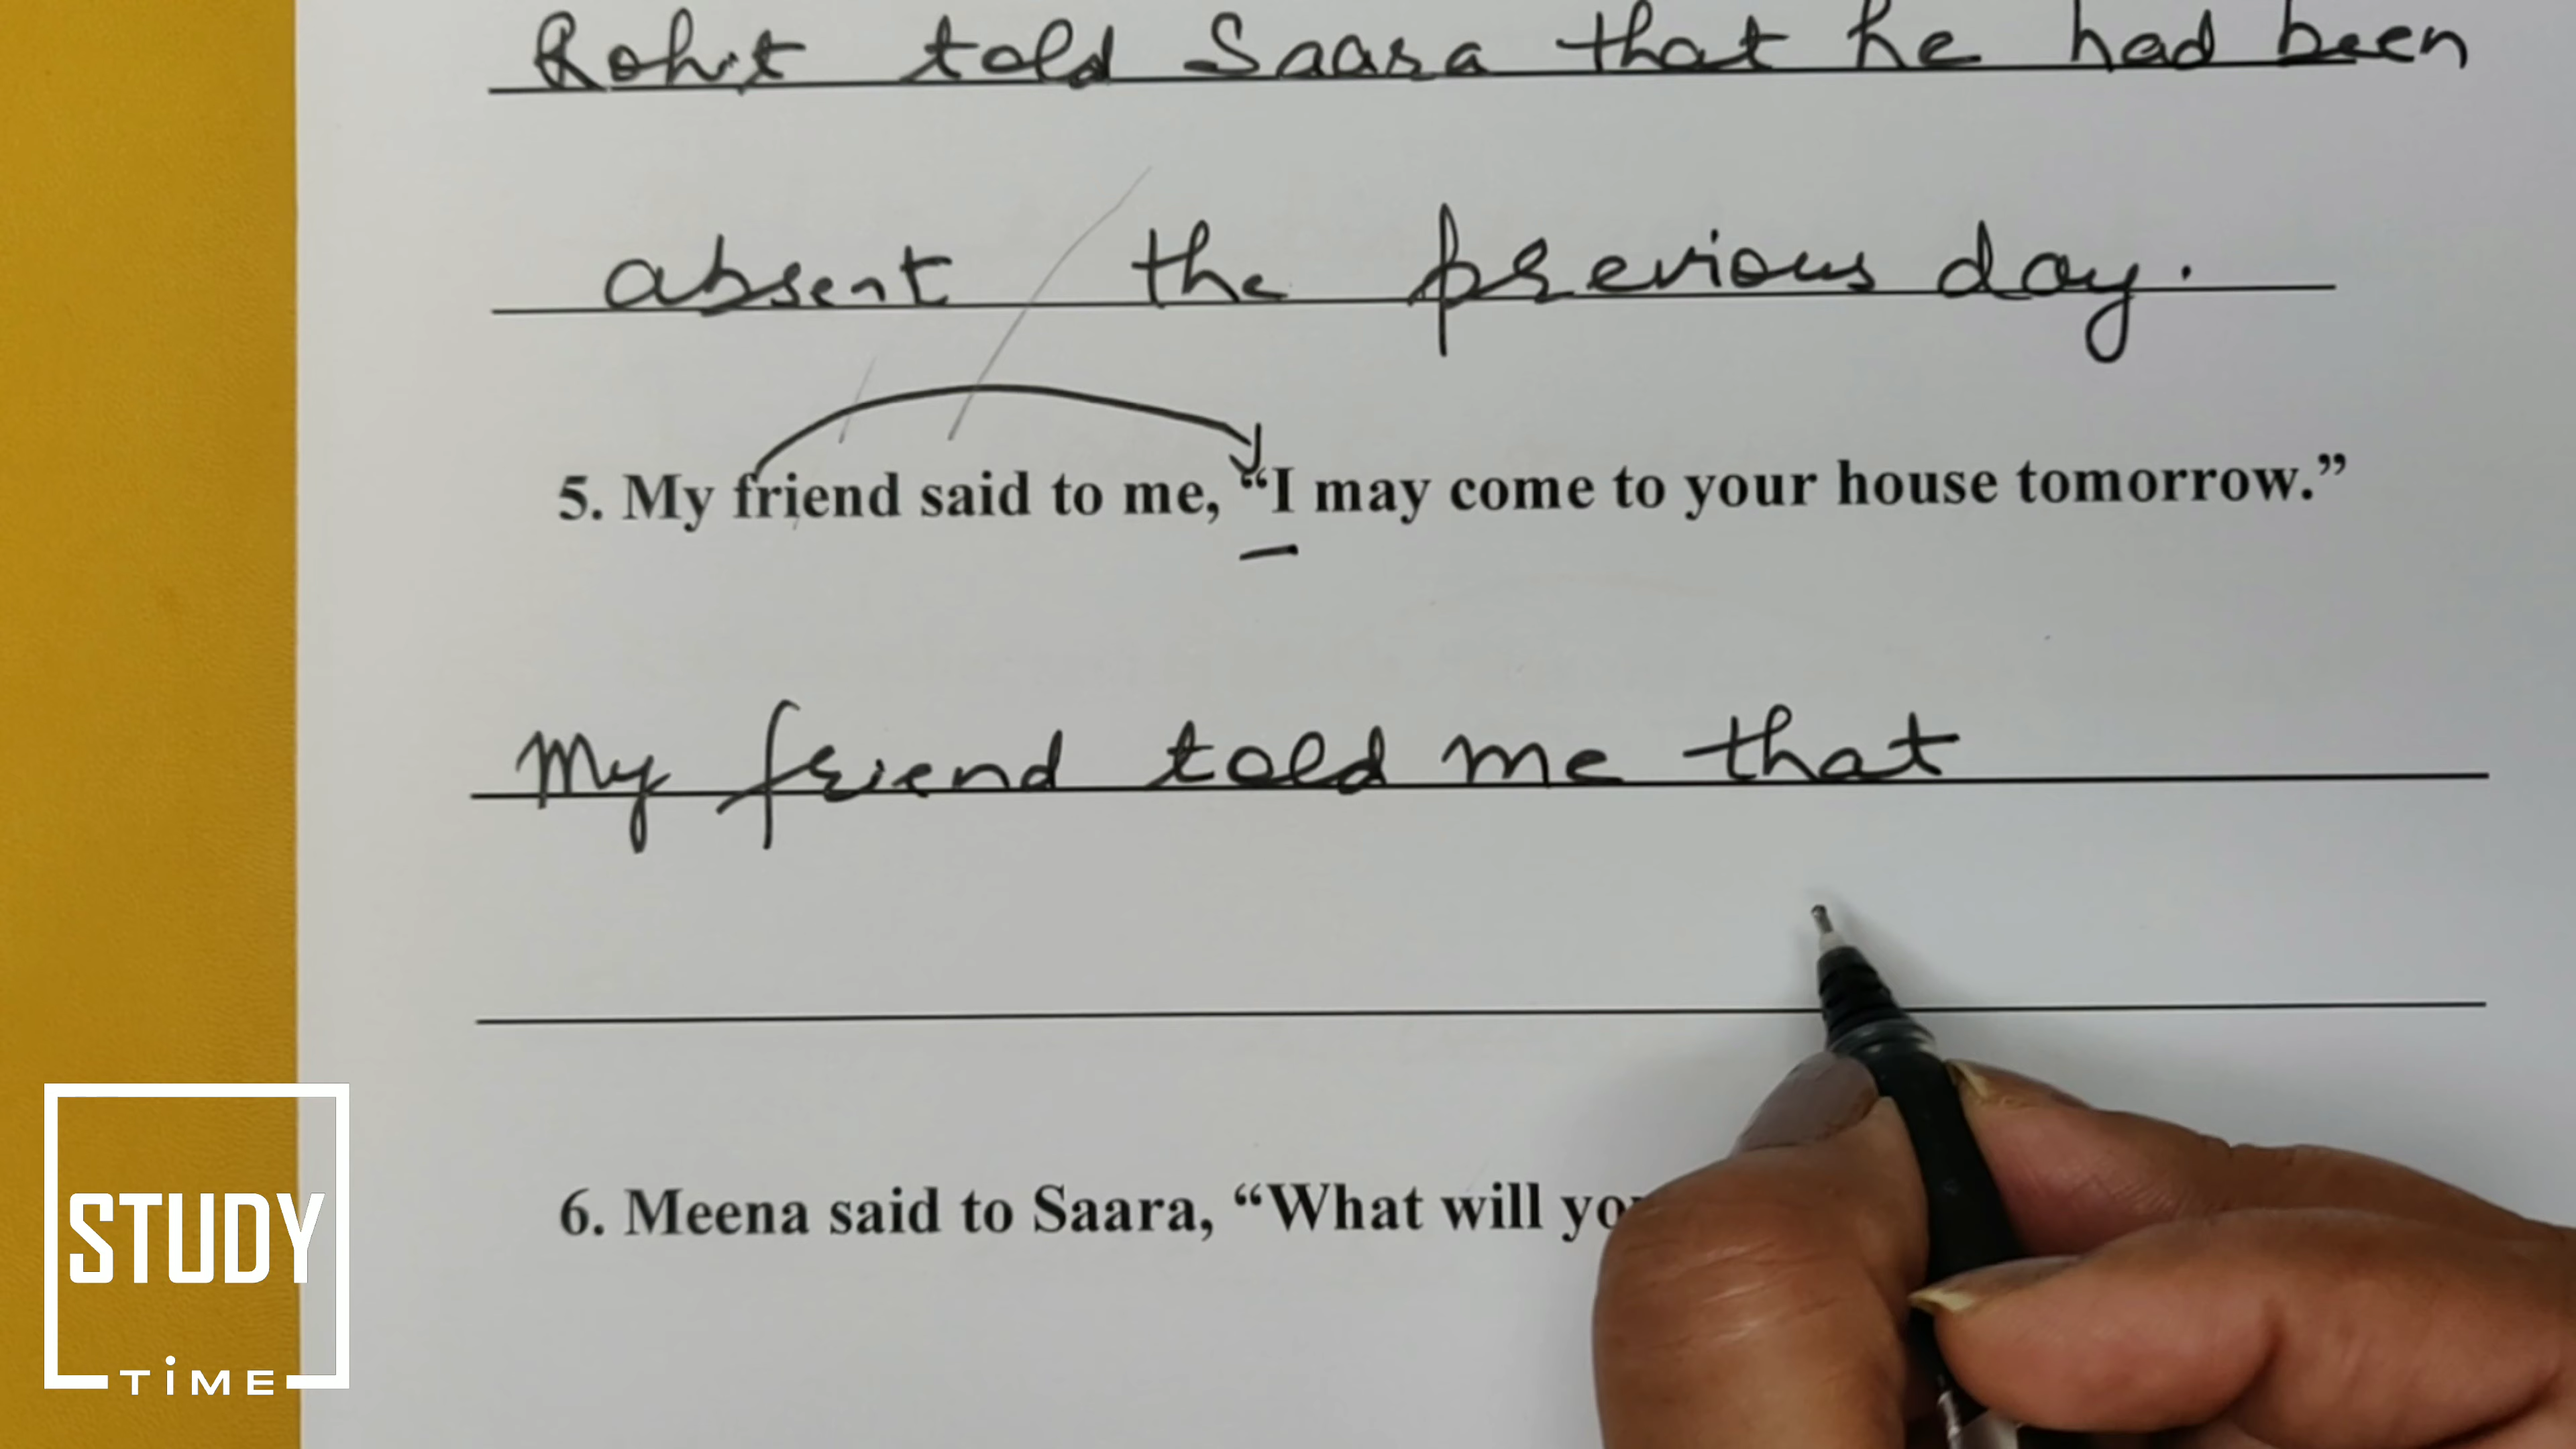 Rohit told Saara that he had been
absent the previous day.
5. My friend said to me, “I may come to your house tomorrow.”
My friend told me that
6. Meena said to Saara, “What will
STUDY
TiME